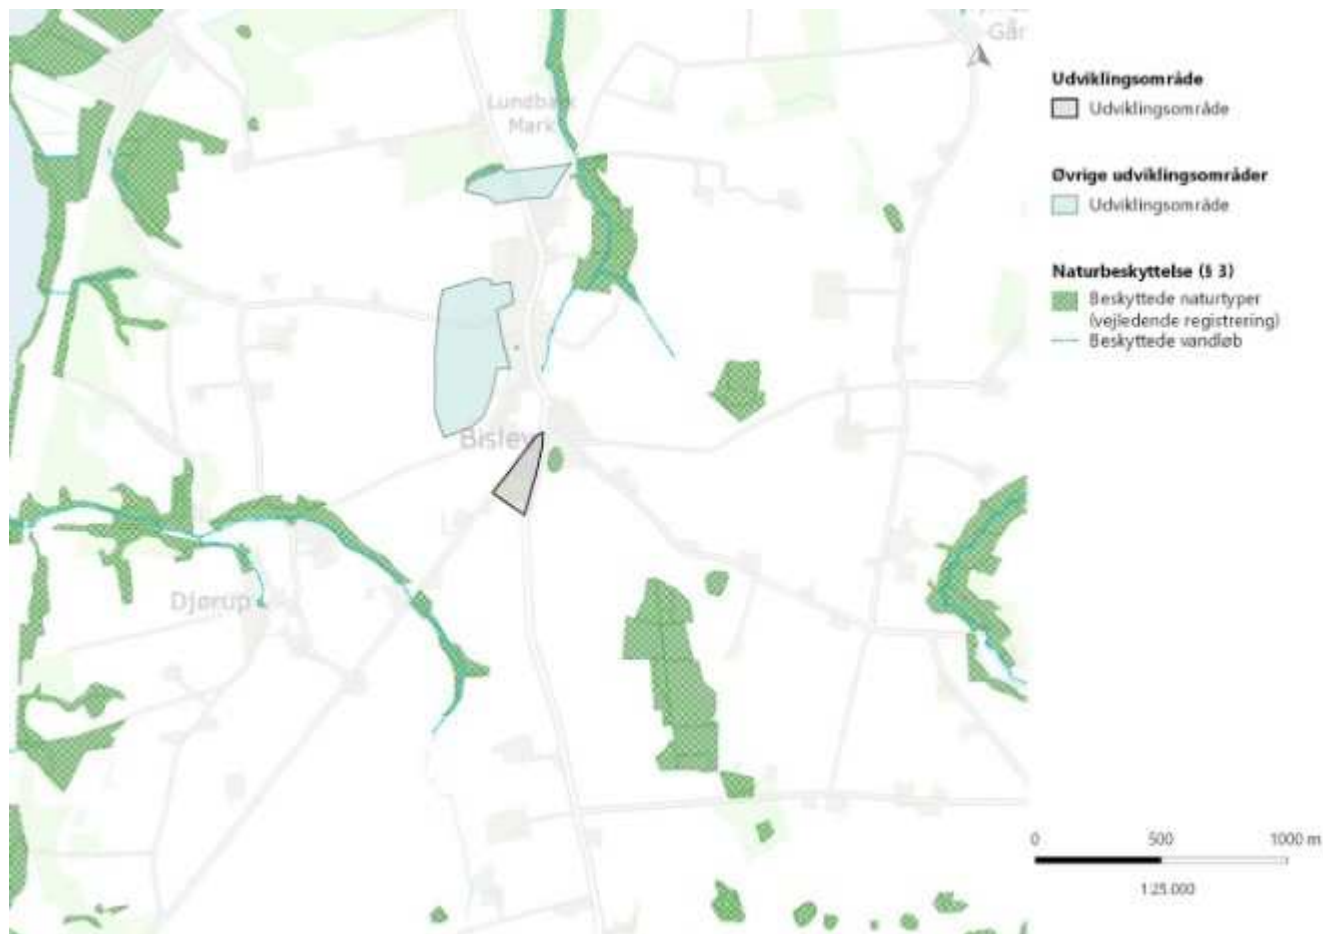 Går
Lundbæk
Mark
Bislev
Djørup
Udviklingsområde
Udviklingsområde
Øvrige udviklingsområder
Udviklingsområde
Naturbeskyttelse (§ 3)
Beskyttede naturtyper
(vejledende registrering)
Beskyttede vandløb
0 500 1000 m
1:25.000